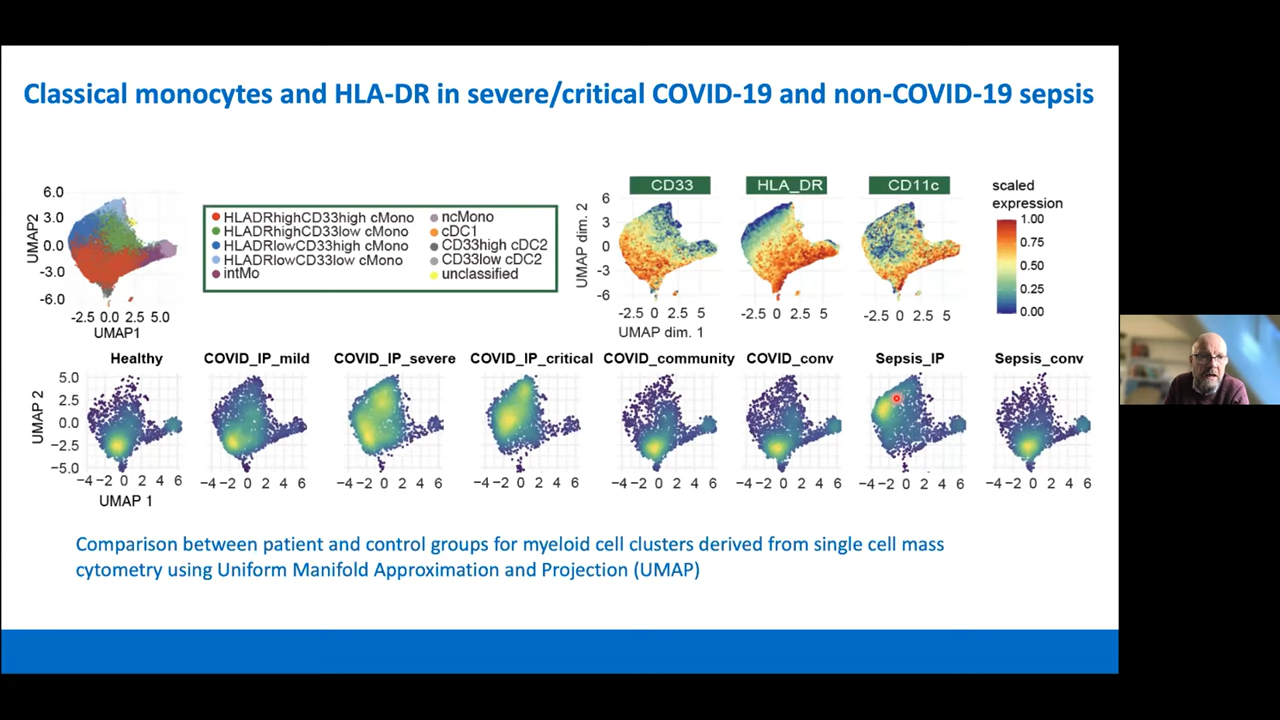 Classical monocytes and HLA-DR in severe/critical COVID-19 and non-COVID-19 sepsis
UMAP2
6.0
3.0
0.0
-3.0
-6.0
-2.5 0.0 2.5 5.0
UMAP1
HLADRhighCD33high cMono
HLADRhighCD33low cMono
HLADRlowCD33high cMono
HLADRlowCD33low cMono
intMo
ncMono
cDC1
CD33high cDC2
CD33low cDC2
unclassified
CD33 HLA_DR CD11c
UMAP dim. 2
6
3
0
-3
-6
-2.5 0 2.5 5 -2.5 0 2.5 5 -2.5 0 2.5 5
UMAP dim. 1
scaled
expression
1.00
0.75
0.50
0.25
0.00
Healthy COVID_IP_mild COVID_IP_severe COVID_IP_critical COVID_community COVID_conv Sepsis_IP Sepsis_conv
UMAP 2
5.0
2.5
0.0
−2.5
−5.0
−4 −2 0 2 4 6 −4 −2 0 2 4 6 −4 −2 0 2 4 6 −4 −2 0 2 4 6 −4 −2 0 2 4 6 −4 −2 0 2 4 6 −4 −2 0 2 4 6 −4 −2 0 2 4 6
UMAP 1
Comparison between patient and control groups for myeloid cell clusters derived from single cell mass
cytometry using Uniform Manifold Approximation and Projection (UMAP)